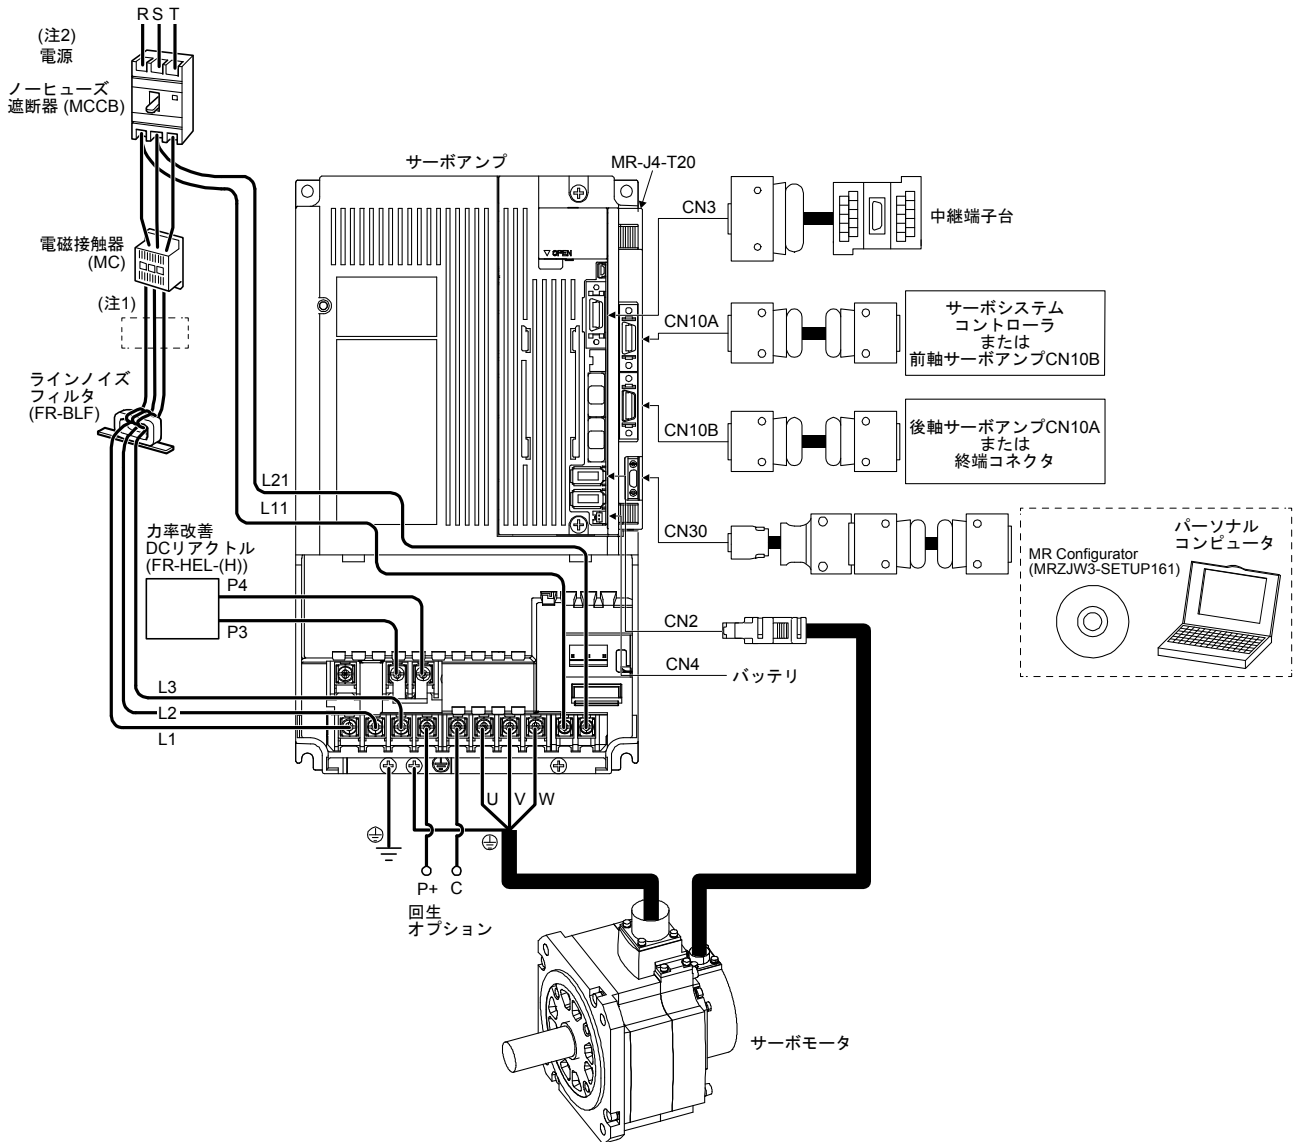 R S T
(注2)
電源
ノーヒューズ
遮断器 (MCCB)
サーボアンプ
MR-J4-T20
CN3
中継端子台
電磁接触器
(MC)
▽ OPEN
(注1)
CN10A
サーボシステム
コントローラ
または
前軸サーボアンプCN10B
ラインノイズ
フィルタ
(FR-BLF)
CN10B
後軸サーボアンプCN10A
または
終端コネクタ
L21
L11
CN30
力率改善
DCリアクトル
(FR-HEL-(H))
P4
P3
MR Configurator
(MRZJW3-SETUP161)
パーソナル
コンピュータ
CN2
CN4
バッテリ
L3
L2
L1
U V W
P+ C
回生
オプション
サーボモータ